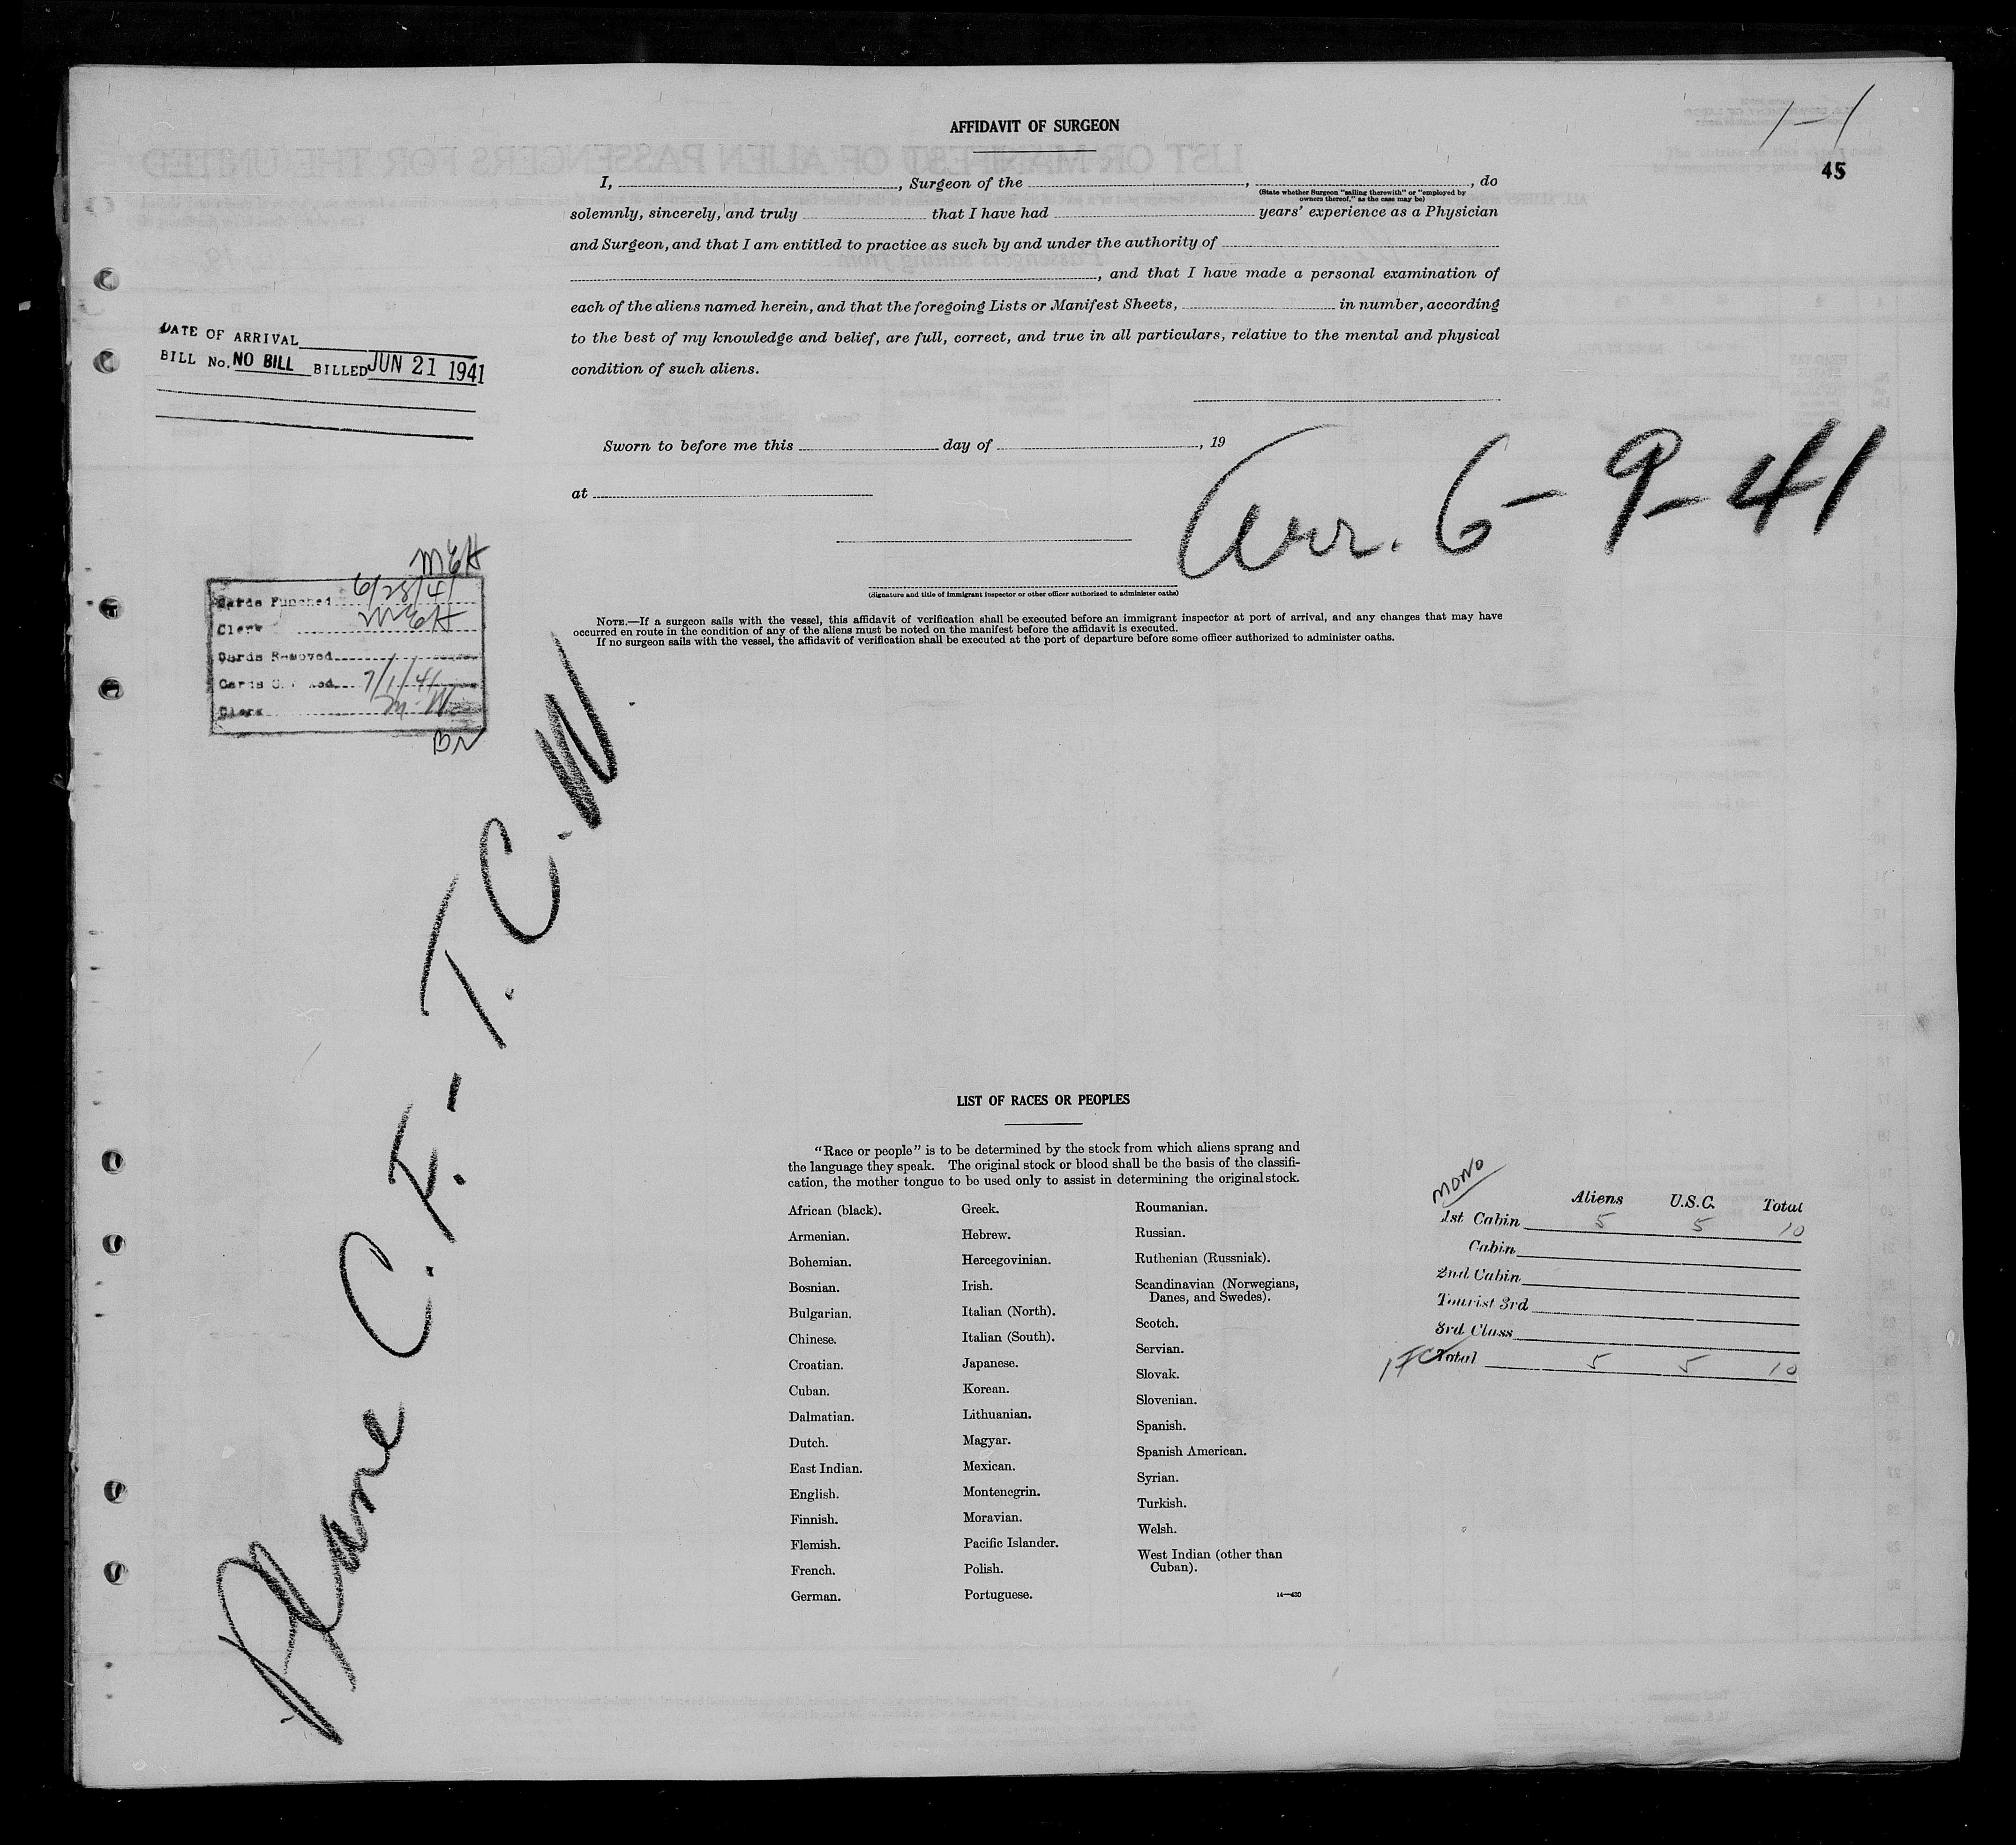 AFFIDAVIT OF SURGEON
1-1
45
I, , Surgeon of the , , do
(State whether Surgeon "sailing therewith" or "employed by
owners thereof," as the case may be)
solemnly, sincerely, and truly that I have had years' experience as a Physician
and Surgeon, and that I am entitled to practice as such by and under the authority of
, and that I have made a personal examination of
each of the aliens named herein, and that the foregoing Lists or Manifest Sheets, in number, according
to the best of my knowledge and belief, are full, correct, and true in all particulars, relative to the mental and physical
condition of such aliens.
DATE OF ARRIVAL
BILL No. NO BILL BILLED JUN 21 1941
Sworn to before me this day of , 19
at
Arr. 6-9-41
(Signature and title of immigrant inspector or other officer authorized to administer oaths)
NOTE.—If a surgeon sails with the vessel, this affidavit of verification shall be executed before an immigrant inspector at port of arrival, and any changes that may have
occurred en route in the condition of any of the aliens must be noted on the manifest before the affidavit is executed.
If no surgeon sails with the vessel, the affidavit of verification shall be executed at the port of departure before some officer authorized to administer oaths.
MEH
Cards Punched 6/28/41
Clerk MEH
Cards Removed
Cards 7/1/41
Clerk M.W.
BN
Plane C.F.-T.C.W.
LIST OF RACES OR PEOPLES
"Race or people" is to be determined by the stock from which aliens sprang and
the language they speak. The original stock or blood shall be the basis of the classifi-
cation, the mother tongue to be used only to assist in determining the original stock.
African (black).
Armenian.
Bohemian.
Bosnian.
Bulgarian.
Chinese.
Croatian.
Cuban.
Dalmatian.
Dutch.
East Indian.
English.
Finnish.
Flemish.
French.
German.
Greek.
Hebrew.
Hercegovinian.
Irish.
Italian (North).
Italian (South).
Japanese.
Korean.
Lithuanian.
Magyar.
Mexican.
Montenegrin.
Moravian.
Pacific Islander.
Polish.
Portuguese.
Roumanian.
Russian.
Ruthenian (Russniak).
Scandinavian (Norwegians,
Danes, and Swedes).
Scotch.
Servian.
Slovak.
Slovenian.
Spanish.
Spanish American.
Syrian.
Turkish.
Welsh.
West Indian (other than
Cuban).
14—430
MONO
Aliens U.S.C. Total
1st Cabin 5 5 10
Cabin
2nd Cabin
Tourist 3rd
3rd Class
Total 5 5 10